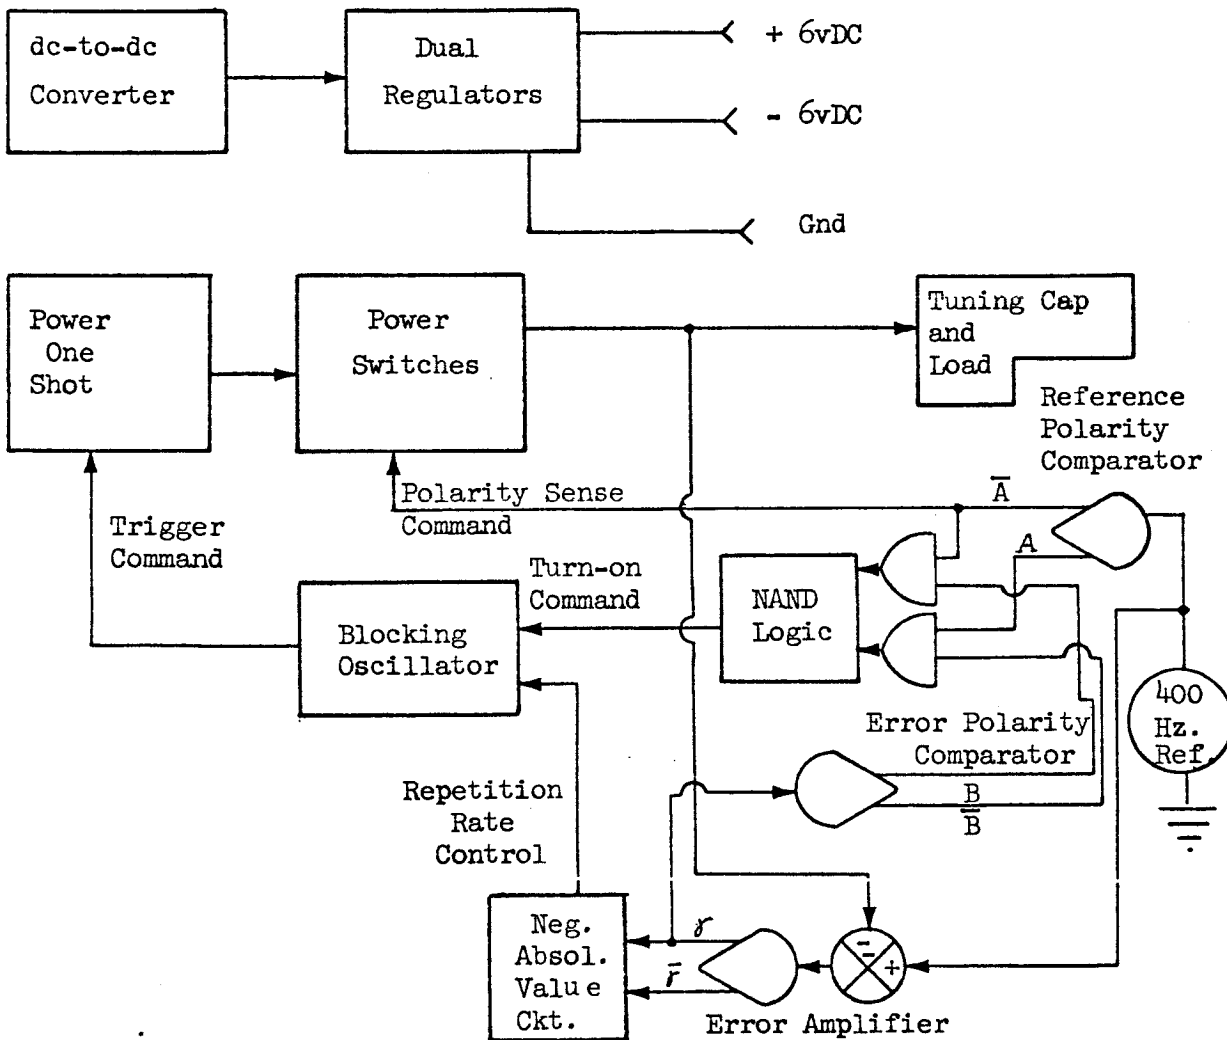 dc-to-dc
Converter
Dual
Regulators
+ 6vDC
- 6vDC
Gnd
Power
One
Shot
Power
Switches
Tuning Cap
and
Load
Reference
Polarity
Comparator
Polarity Sense
Command
A̅
A
Trigger
Command
Turn-on
Command
NAND
Logic
Blocking
Oscillator
400
Hz.
Ref.
Error Polarity
Comparator
B
B̅
Repetition
Rate
Control
Neg.
Absol.
Value
Ckt.
γ
γ̅
-
-
+
Error Amplifier